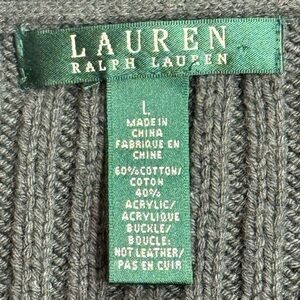 LAUREN
RALPH LAUREN
L
MADE IN
CHINA
FABRIQUE EN
CHINE
60% COTTON/
COTON
40%
ACRYLIC/
ACRYLIQUE
BUCKLE/
BOUCLE:
NOT LEATHER/
PAS EN CUIR